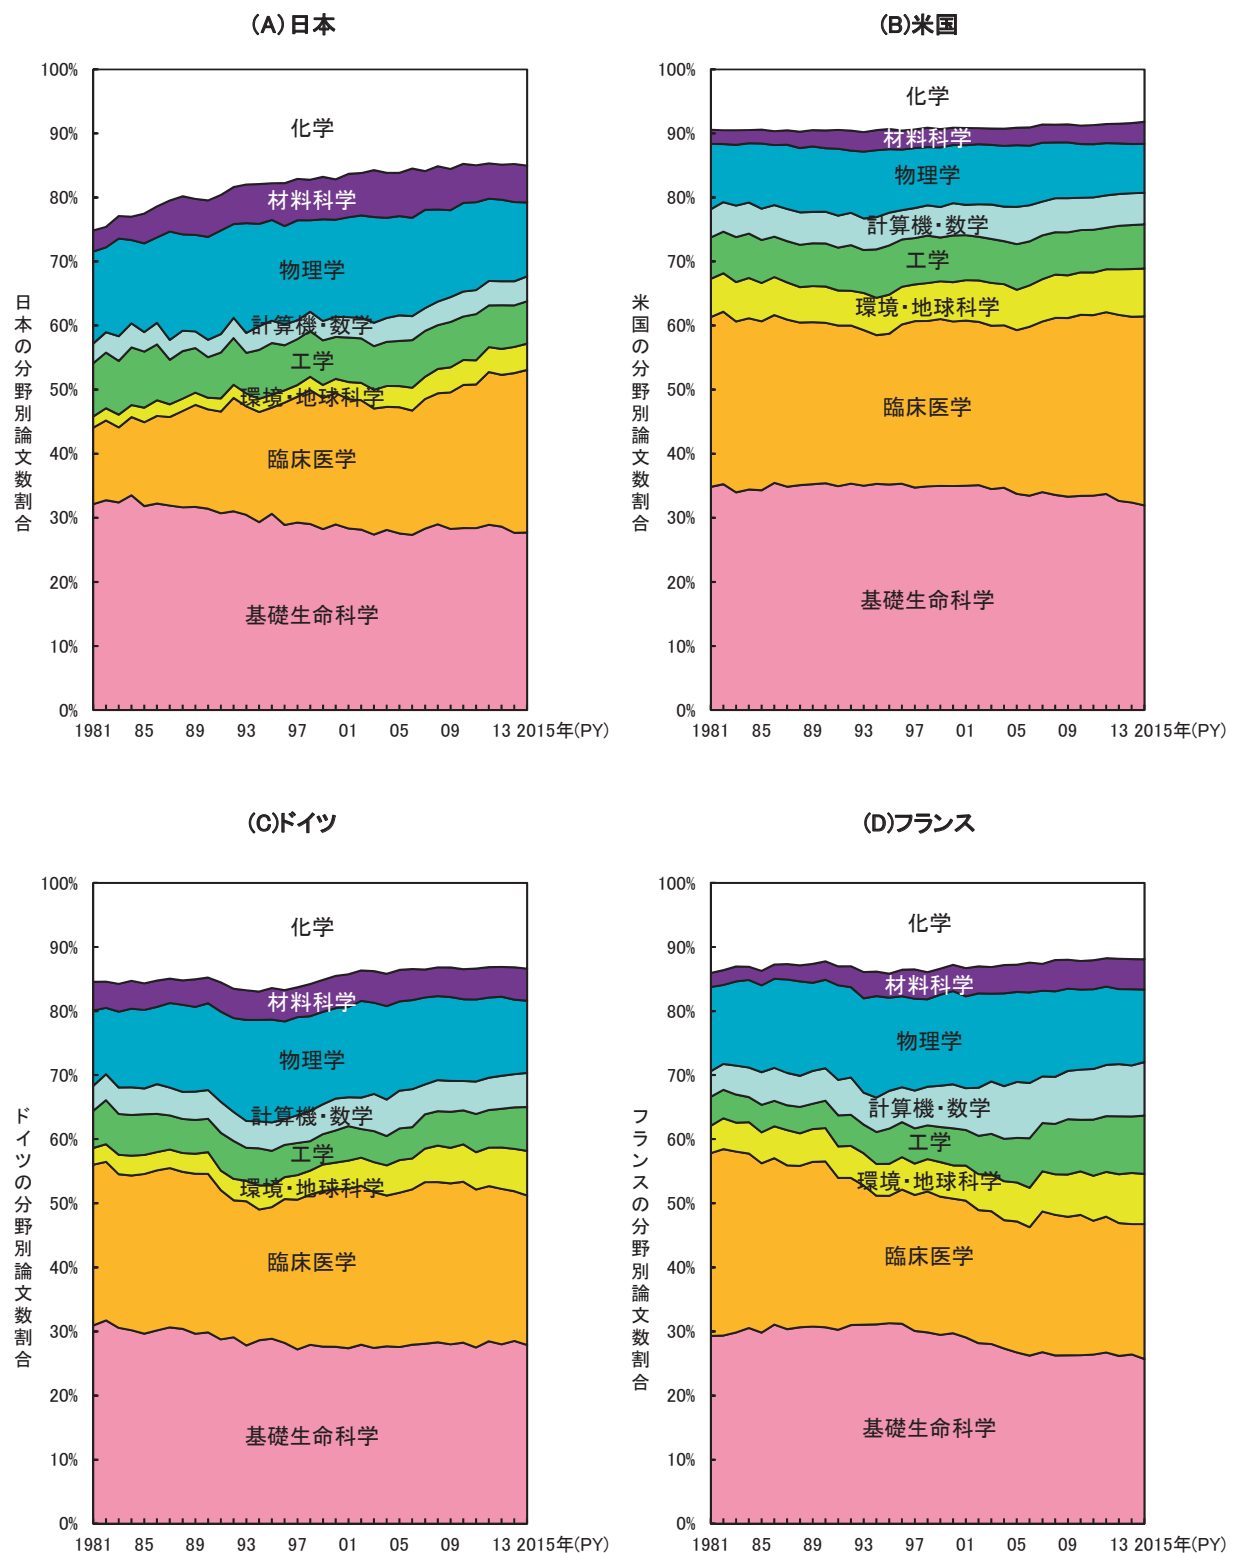 (A)日本
100%
90%
80%
70%
60%
50%
40%
30%
20%
10%
0%
日本の分野別論文数割合
化学
材料科学
物理学
計算機・数学
工学
環境・地球科学
臨床医学
基礎生命科学
1981 85 89 93 97 01 05 09 13 2015年(PY)
(B)米国
100%
90%
80%
70%
60%
50%
40%
30%
20%
10%
0%
米国の分野別論文数割合
化学
材料科学
物理学
計算機・数学
工学
環境・地球科学
臨床医学
基礎生命科学
1981 85 89 93 97 01 05 09 13 2015年(PY)
(C)ドイツ
100%
90%
80%
70%
60%
50%
40%
30%
20%
10%
0%
ドイツの分野別論文数割合
化学
材料科学
物理学
計算機・数学
工学
環境・地球科学
臨床医学
基礎生命科学
1981 85 89 93 97 01 05 09 13 2015年(PY)
(D)フランス
100%
90%
80%
70%
60%
50%
40%
30%
20%
10%
0%
フランスの分野別論文数割合
化学
材料科学
物理学
計算機・数学
工学
環境・地球科学
臨床医学
基礎生命科学
1981 85 89 93 97 01 05 09 13 2015年(PY)